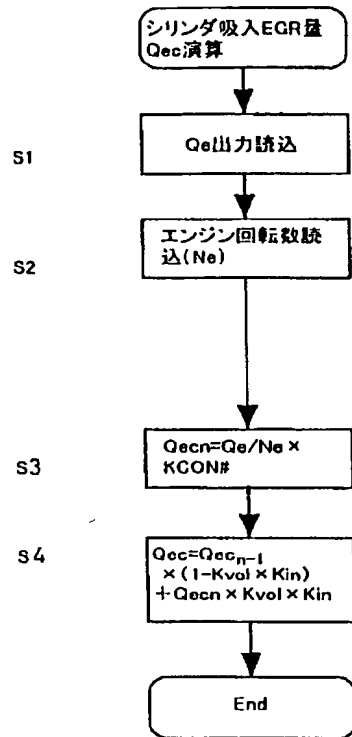 シリンダ吸入EGR量
Qec演算
S1
Qe出力読込
S2
エンジン回転数読
込(Ne)
S3
Qecn=Qe/Ne×
KCON#
S4
Qec=Qecn-1
×(1-Kvol×Kin)
+Qecn×Kvol×Kin
End